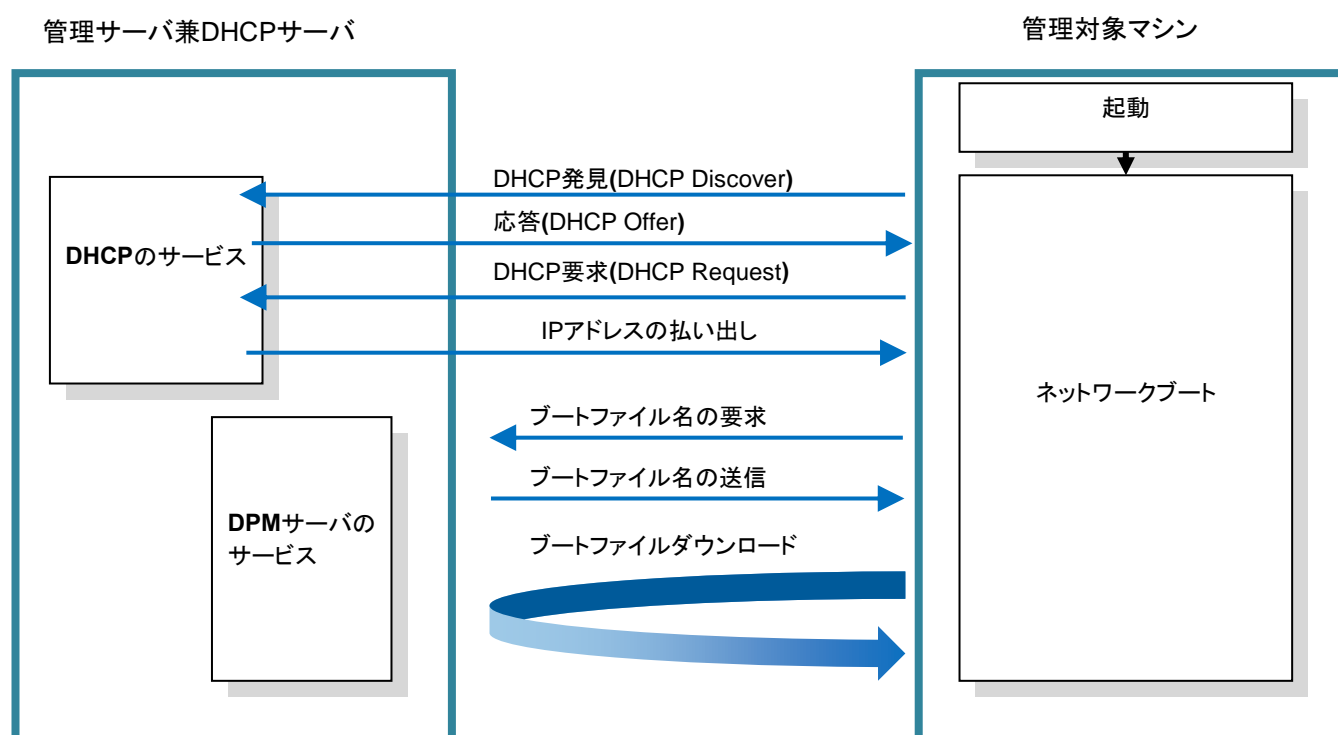 管理サーバ兼DHCPサーバ
管理対象マシン
起動
DHCP発見(DHCP Discover)
応答(DHCP Offer)
DHCPのサービス
DHCP要求(DHCP Request)
IPアドレスの払い出し
ネットワークブート
ブートファイル名の要求
ブートファイル名の送信
DPMサーバの
サービス
ブートファイルダウンロード